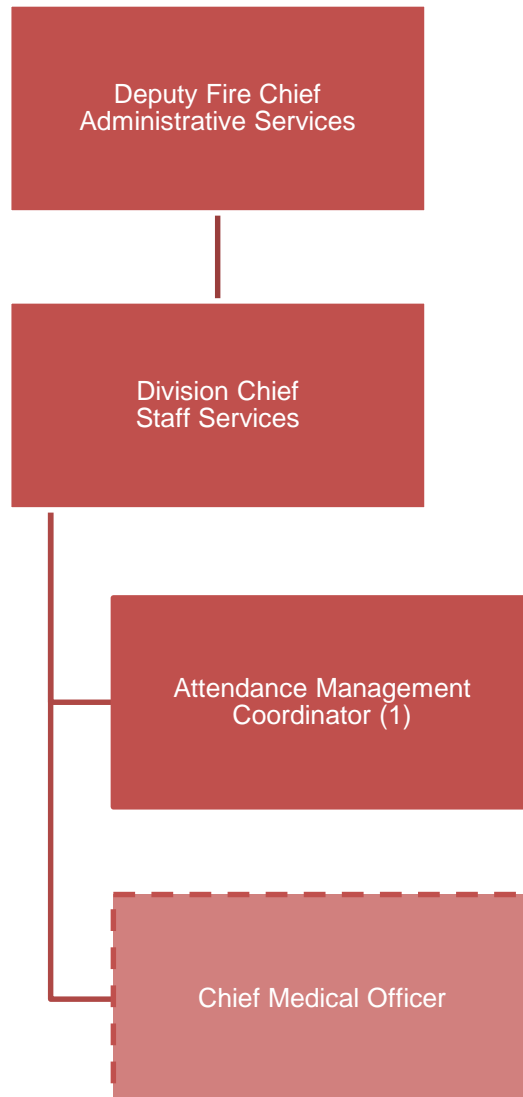 Deputy Fire Chief
Administrative Services
Division Chief
Staff Services
Attendance Management
Coordinator (1)
Chief Medical Officer